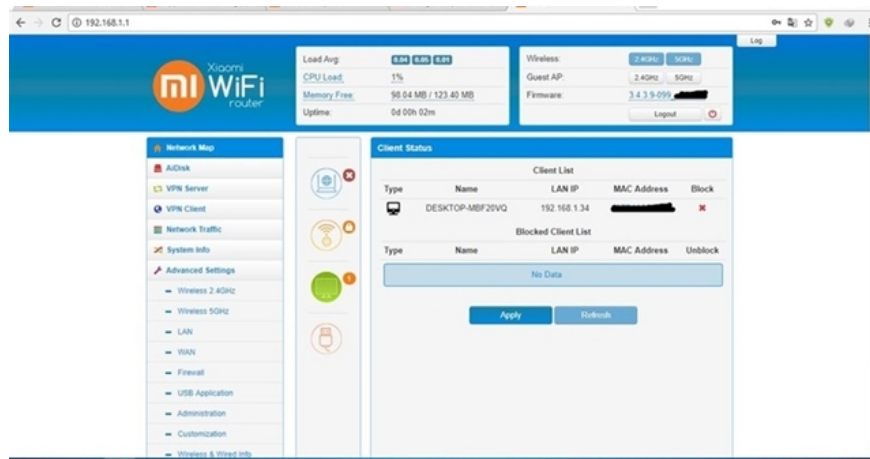 192.168.1.1
Log
mi
Xiaomi
WiFi
router
Load Avg: 0.04 0.05 0.01
CPU Load: 1%
Memory Free: 98.04 MB / 123.40 MB
Uptime: 0d 00h 02m
Wireless: 2.4GHz 5GHz
Guest AP: 2.4GHz 5GHz
Firmware: 3.4.3.9-099
Logout
Network Map
AiDisk
VPN Server
VPN Client
Network Traffic
System Info
Advanced Settings
Wireless 2.4GHz
Wireless 5GHz
LAN
WAN
Firewall
USB Application
Administration
Customization
Wireless & Wired Info
1
Client Status
Client List
Type Name LAN IP MAC Address Block
DESKTOP-MBF20VQ 192.168.1.34
Blocked Client List
Type Name LAN IP MAC Address Unblock
No Data
Apply Refresh